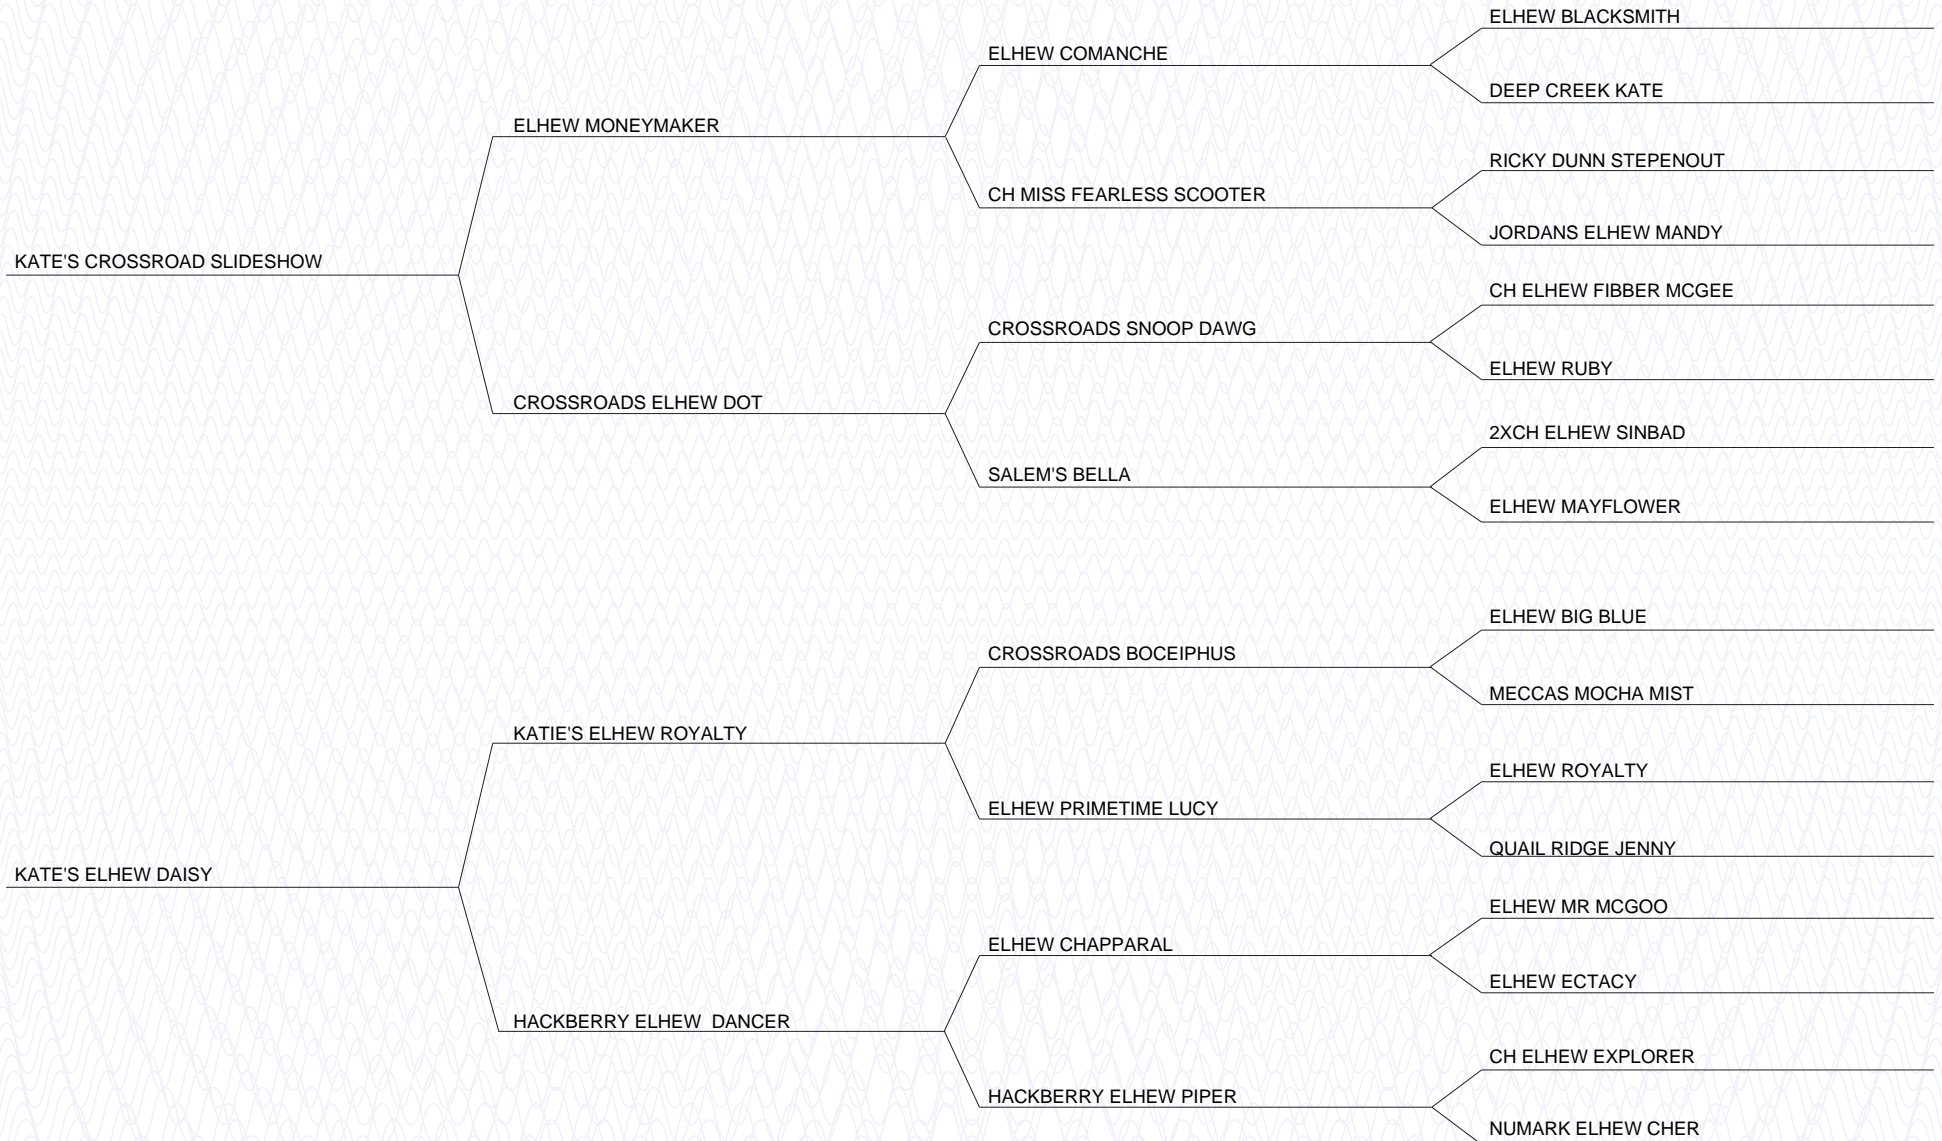 ELHEW BLACKSMITH
ELHEW COMANCHE
DEEP CREEK KATE
ELHEW MONEYMAKER
RICKY DUNN STEPENOUT
CH MISS FEARLESS SCOOTER
JORDANS ELHEW MANDY
KATE'S CROSSROAD SLIDESHOW
CH ELHEW FIBBER MCGEE
CROSSROADS SNOOP DAWG
ELHEW RUBY
CROSSROADS ELHEW DOT
2XCH ELHEW SINBAD
SALEM'S BELLA
ELHEW MAYFLOWER
ELHEW BIG BLUE
CROSSROADS BOCEIPHUS
MECCAS MOCHA MIST
KATIE'S ELHEW ROYALTY
ELHEW ROYALTY
ELHEW PRIMETIME LUCY
QUAIL RIDGE JENNY
KATE'S ELHEW DAISY
ELHEW MR MCGOO
ELHEW CHAPPARAL
ELHEW ECTACY
HACKBERRY ELHEW  DANCER
CH ELHEW EXPLORER
HACKBERRY ELHEW PIPER
NUMARK ELHEW CHER